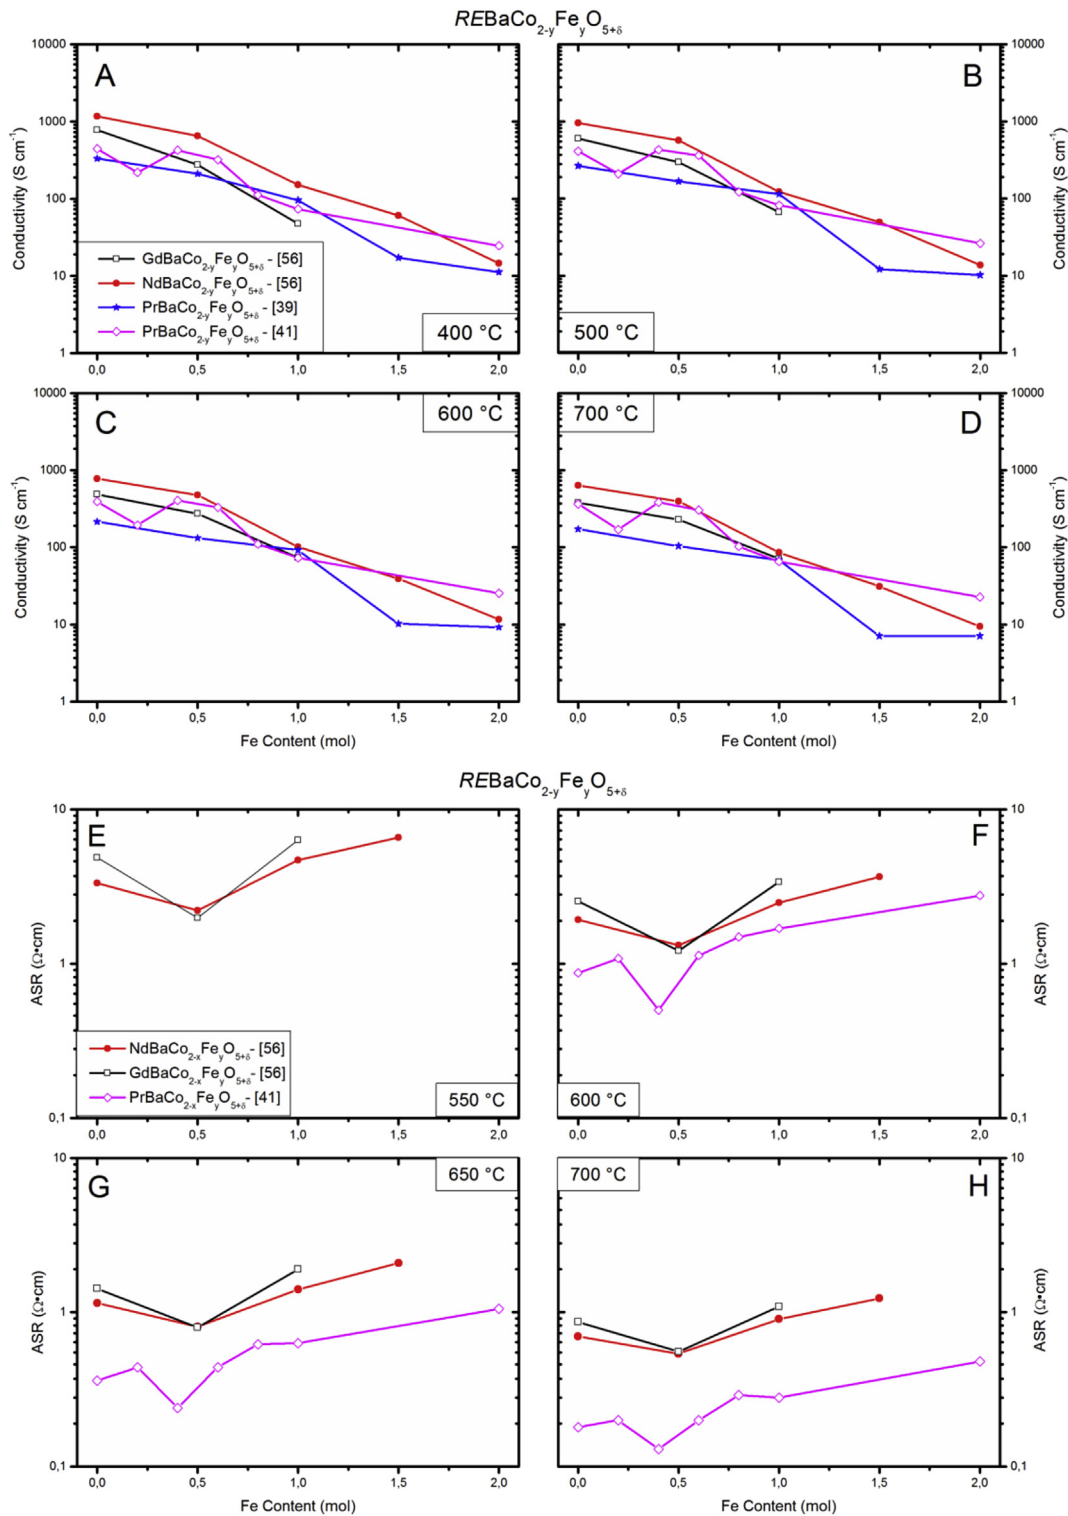 REBaCo2-yFeyO5+δ
10000
1000
100
10
1
Conductivity (S cm-1)
A
GdBaCo2-yFeyO5+δ - [56]
NdBaCo2-yFeyO5+δ - [56]
PrBaCo2-yFeyO5+δ - [39]
PrBaCo2-yFeyO5+δ - [41]
400 °C
0,0 0,5 1,0 1,5 2,0
B
500 °C
10000
1000
100
10
1
Conductivity (S cm-1)
0,0 0,5 1,0 1,5 2,0
10000
1000
100
10
1
Conductivity (S cm-1)
C
600 °C
0,0 0,5 1,0 1,5 2,0
Fe Content (mol)
700 °C
D
10000
1000
100
10
1
Conductivity (S cm-1)
0,0 0,5 1,0 1,5 2,0
Fe Content (mol)
REBaCo2-yFeyO5+δ
10
1
0,1
ASR (Ω•cm)
E
NdBaCo2-xFeyO5+δ- [56]
GdBaCo2-xFeyO5+δ- [56]
PrBaCo2-xFeyO5+δ- [41]
550 °C
0,0 0,5 1,0 1,5 2,0
F
600 °C
10
1
0,1
ASR (Ω•cm)
0,0 0,5 1,0 1,5 2,0
10
1
0,1
ASR (Ω•cm)
G
650 °C
0,0 0,5 1,0 1,5 2,0
Fe Content (mol)
700 °C
H
10
1
0,1
ASR (Ω•cm)
0,0 0,5 1,0 1,5 2,0
Fe Content (mol)